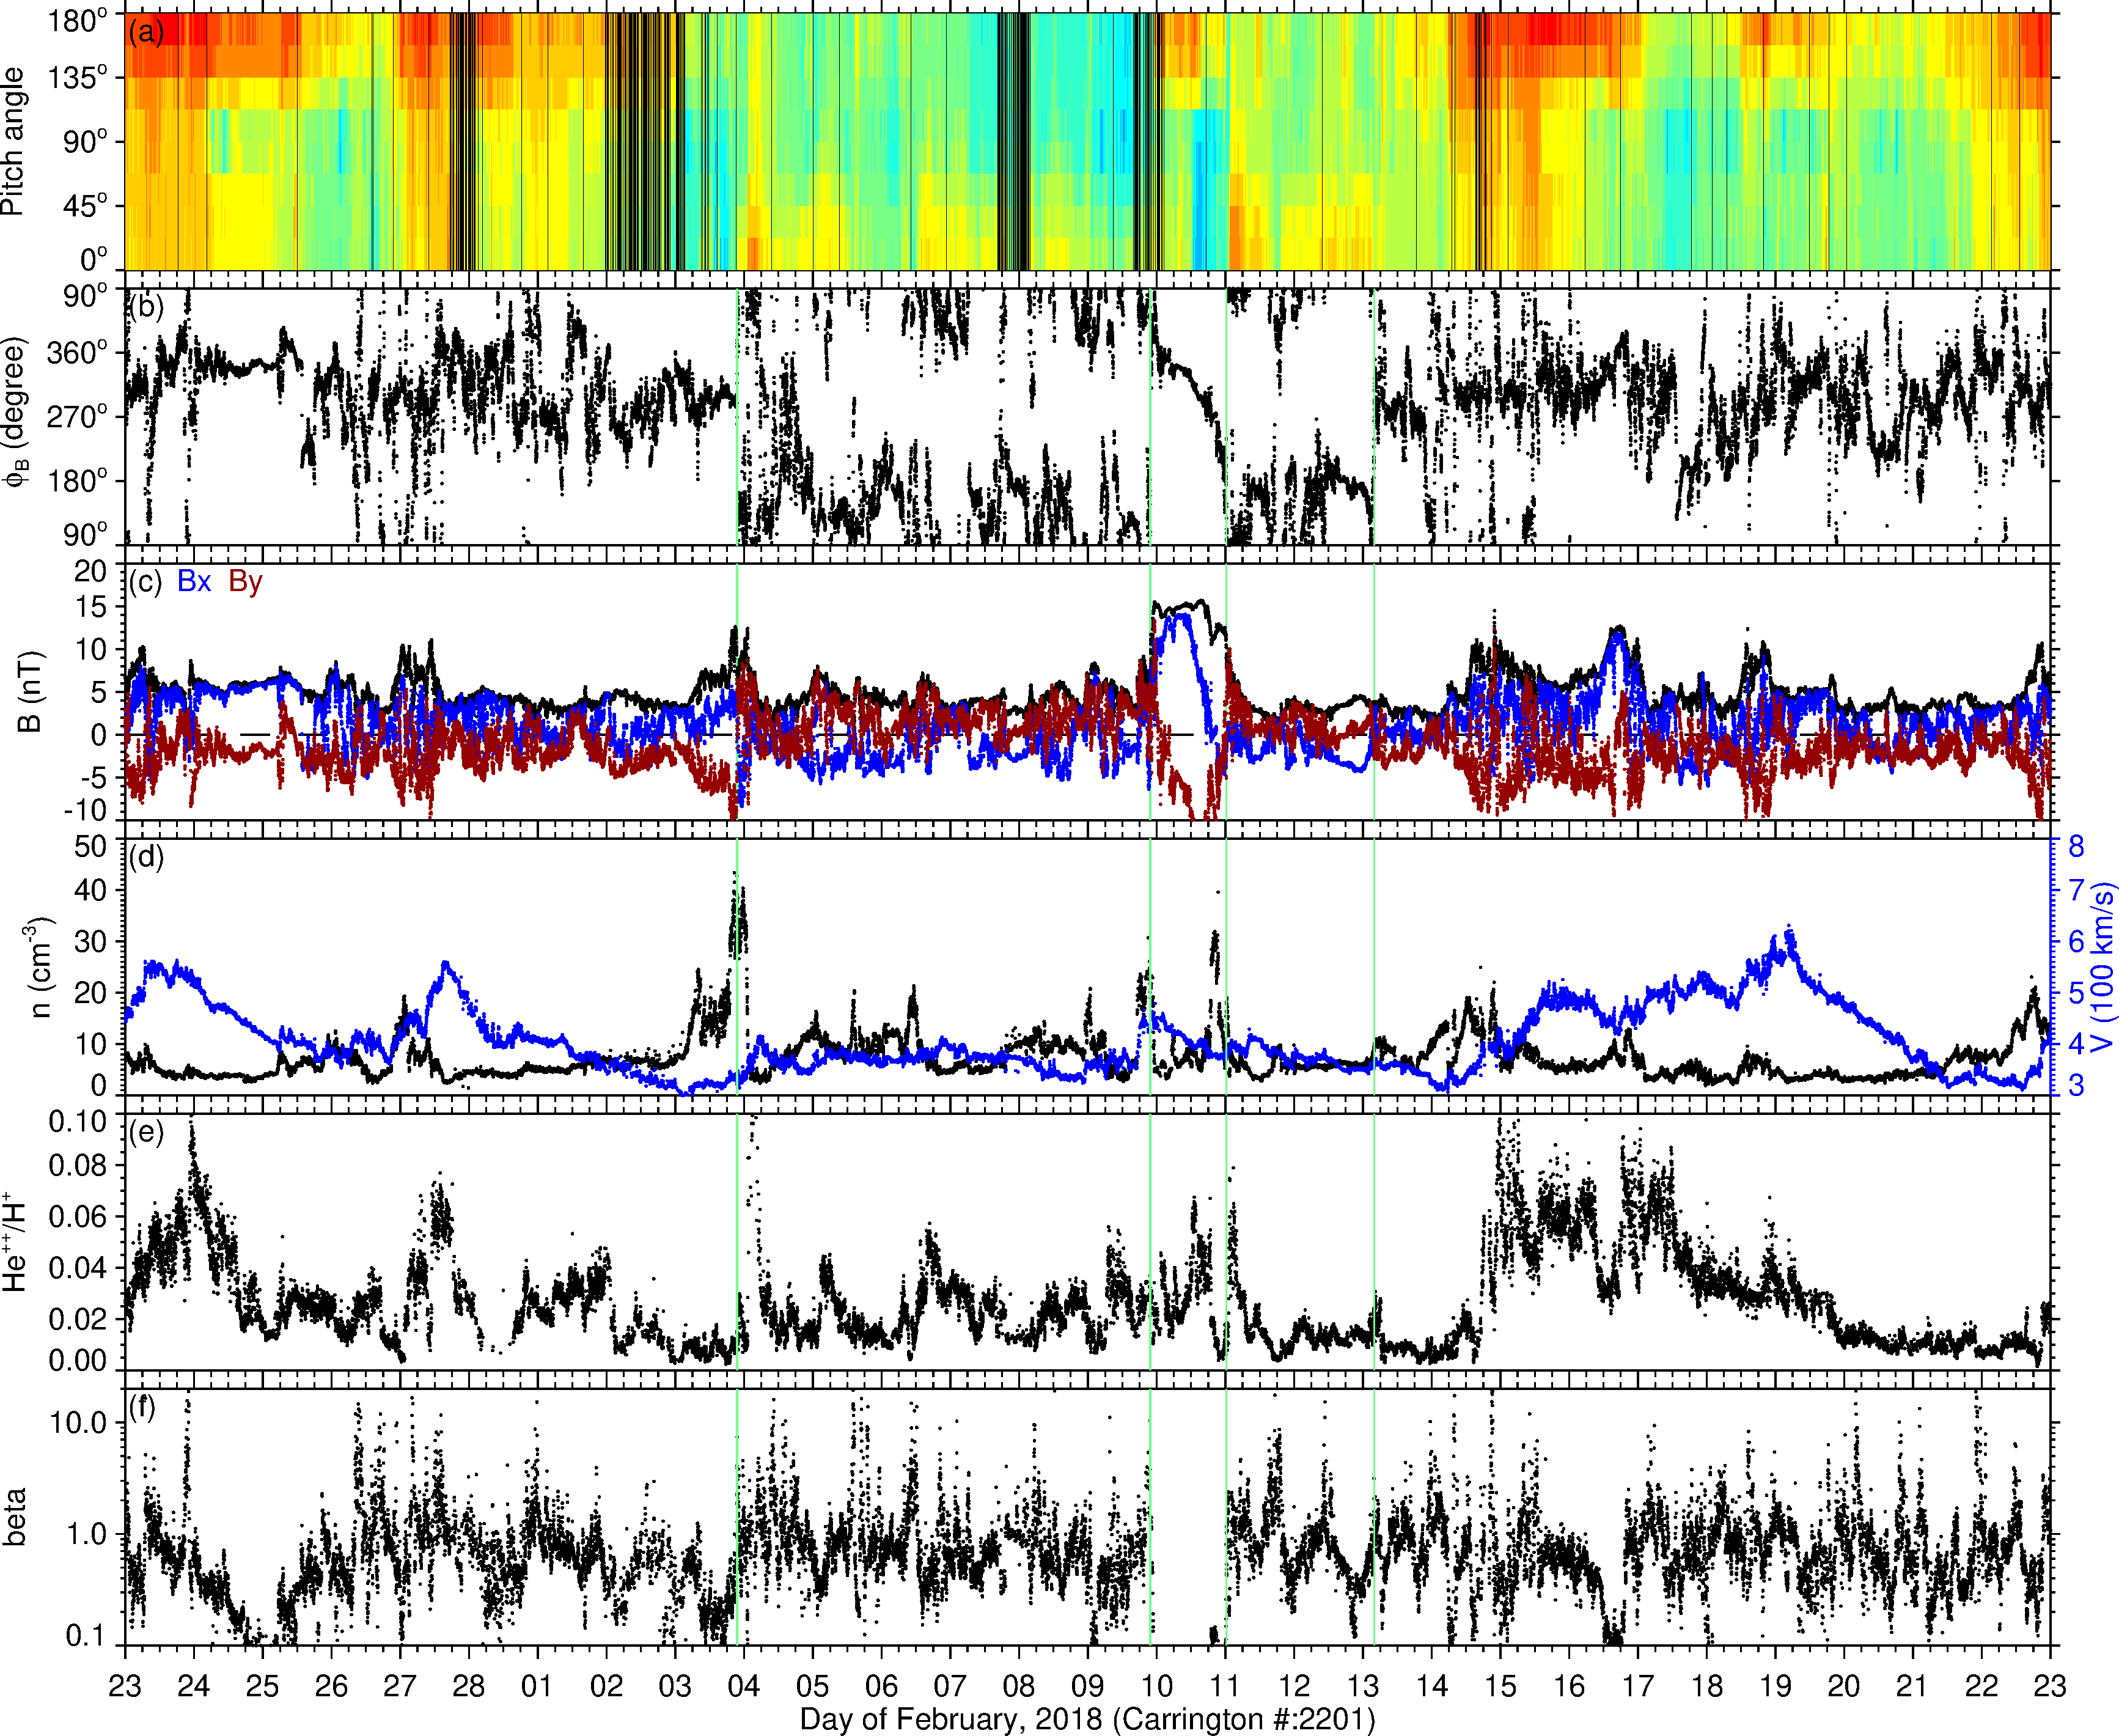 (a)
180°
135°
90°
45°
0°
Pitch angle
(b)
90°
360°
270°
180°
90°
ϕB (degree)
(c) Bx By
20
15
10
5
0
-5
-10
B (nT)
(d)
50
40
30
20
10
0
n (cm-3)
8
7
6
5
4
3
V (100 km/s)
(e)
0.10
0.08
0.06
0.04
0.02
0.00
He++/H+
(f)
10.0
1.0
0.1
beta
23 24 25 26 27 28 01 02 03 04 05 06 07 08 09 10 11 12 13 14 15 16 17 18 19 20 21 22 23
Day of February, 2018 (Carrington #:2201)